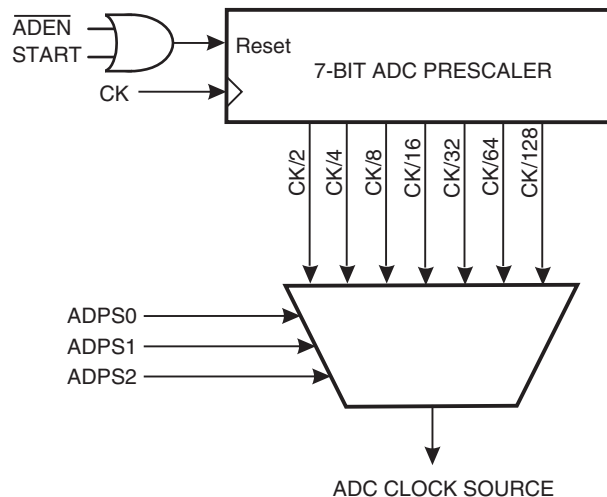 ADEN
START
Reset
7-BIT ADC PRESCALER
CK
CK/2
CK/4
CK/8
CK/16
CK/32
CK/64
CK/128
ADPS0
ADPS1
ADPS2
ADC CLOCK SOURCE